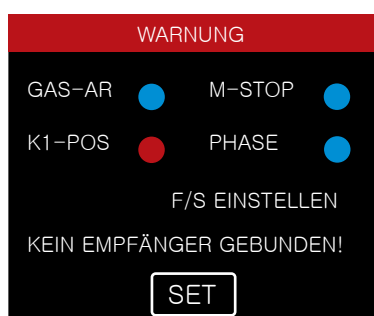 WARNUNG
GAS-AR M-STOP
K1-POS PHASE
F/S EINSTELLEN
KEIN EMPFÄNGER GEBUNDEN!
SET